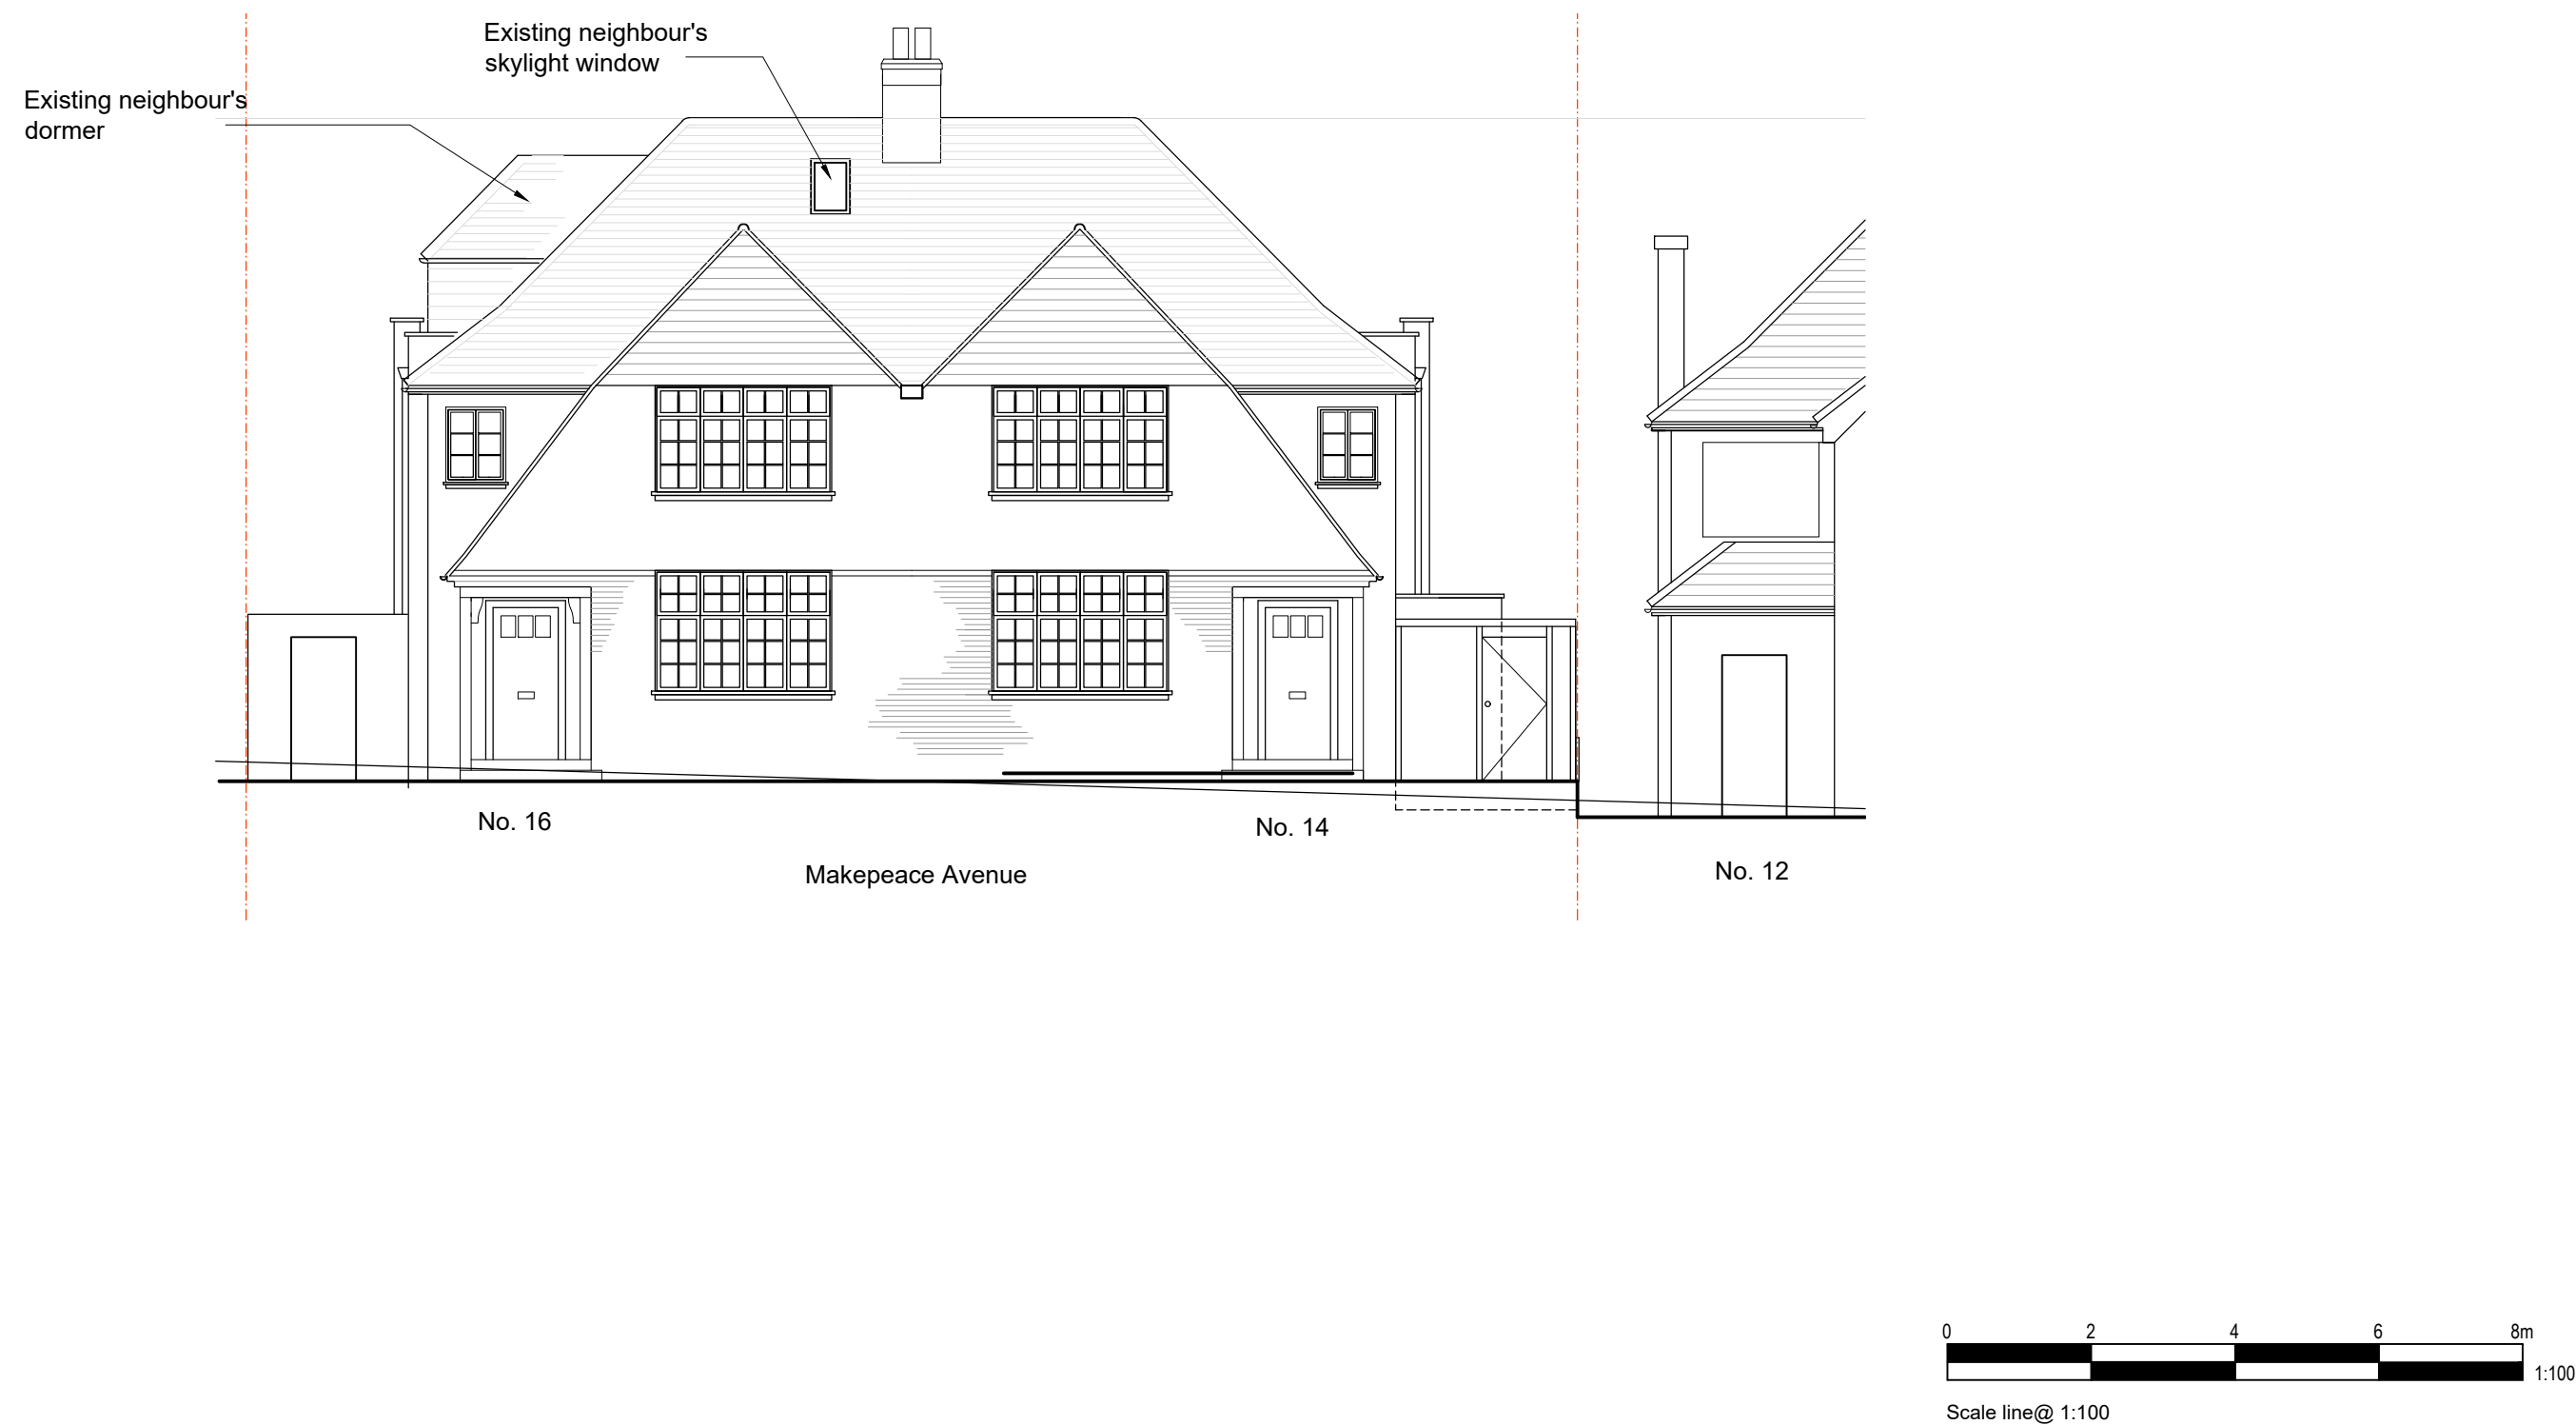 Existing neighbour's
skylight window
Existing neighbour's
dormer
No. 16
No. 14
Makepeace Avenue
No. 12
0 2 4 6 8m
1:100
Scale line@ 1:100